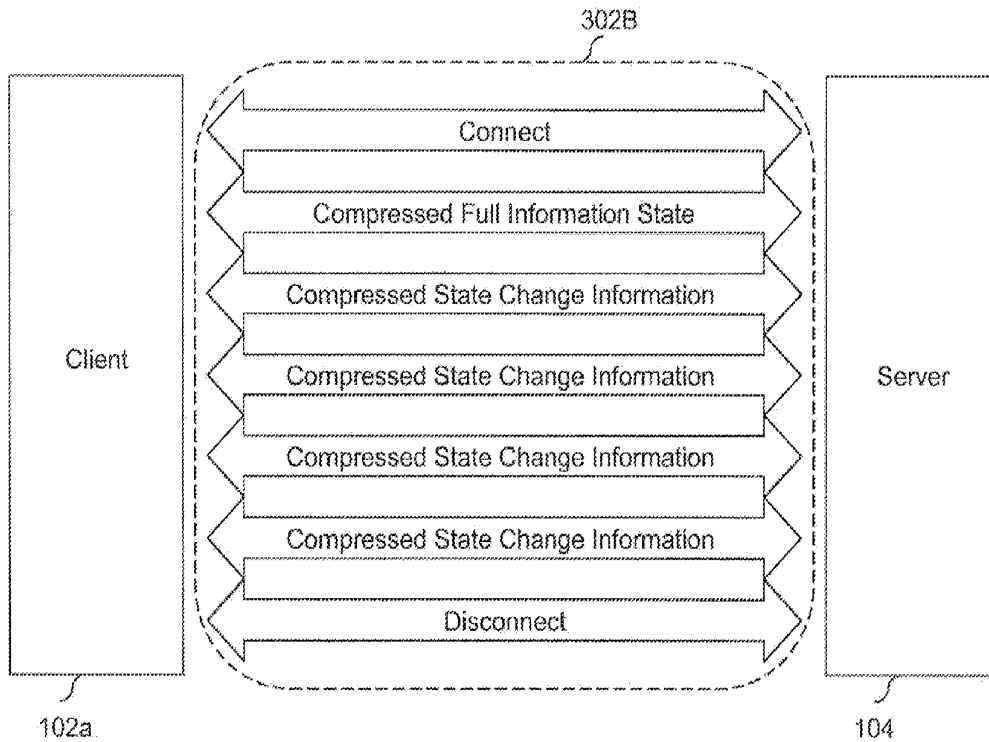 302B
Connect
Compressed Full Information State
Compressed State Change Information
Client
Compressed State Change Information
Server
Compressed State Change Information
Compressed State Change Information
Disconnect
102a
104